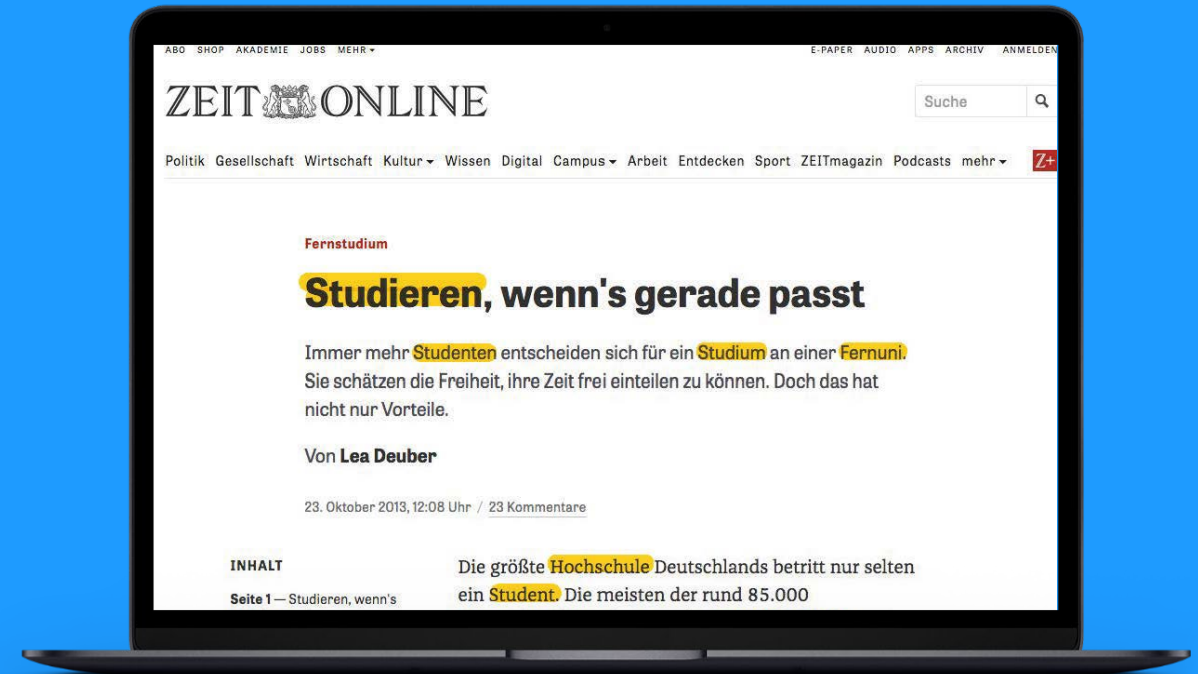 ABO SHOP AKADEMIE JOBS MEHR E-PAPER AUDIO APPS ARCHIV ANMELDEN
ZEIT ONLINE
Suche
Politik Gesellschaft Wirtschaft Kultur Wissen Digital Campus Arbeit Entdecken Sport ZEITmagazin Podcasts mehr Z+
Fernstudium
Studieren, wenn's gerade passt
Immer mehr Studenten entscheiden sich für ein Studium an einer Fernuni.
Sie schätzen die Freiheit, ihre Zeit frei einteilen zu können. Doch das hat
nicht nur Vorteile.
Von Lea Deuber
23. Oktober 2013, 12:08 Uhr / 23 Kommentare
INHALT
Seite 1 — Studieren, wenn's
Die größte Hochschule Deutschlands betritt nur selten
ein Student. Die meisten der rund 85.000